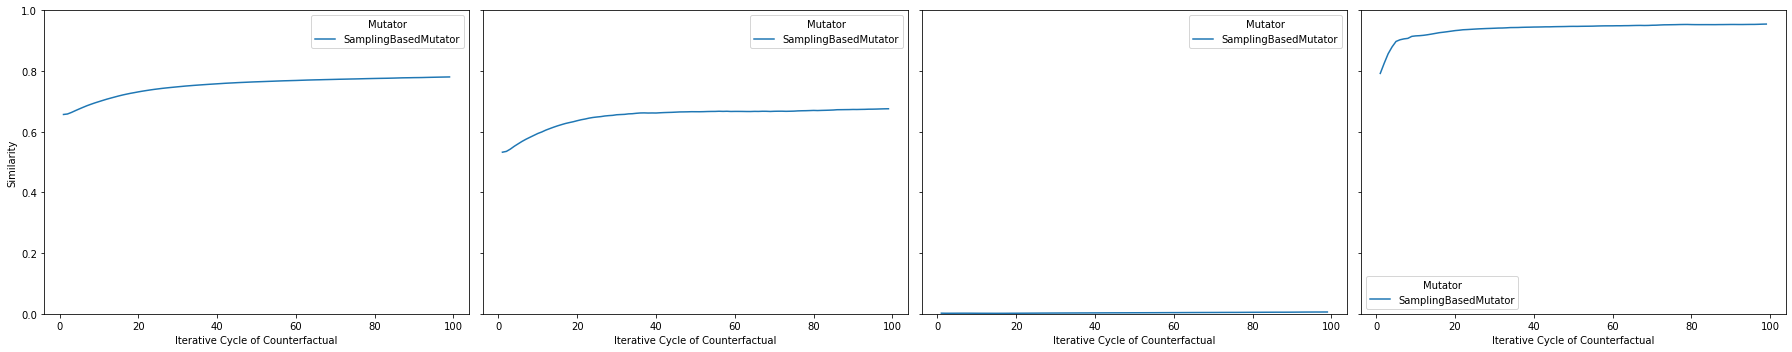 1.0
0.8
0.6
0.4
0.2
0.0
Similarity
Mutator
SamplingBasedMutator
0 20 40 60 80 100
Iterative Cycle of Counterfactual
Mutator
SamplingBasedMutator
0 20 40 60 80 100
Iterative Cycle of Counterfactual
Mutator
SamplingBasedMutator
0 20 40 60 80 100
Iterative Cycle of Counterfactual
Mutator
SamplingBasedMutator
0 20 40 60 80 100
Iterative Cycle of Counterfactual